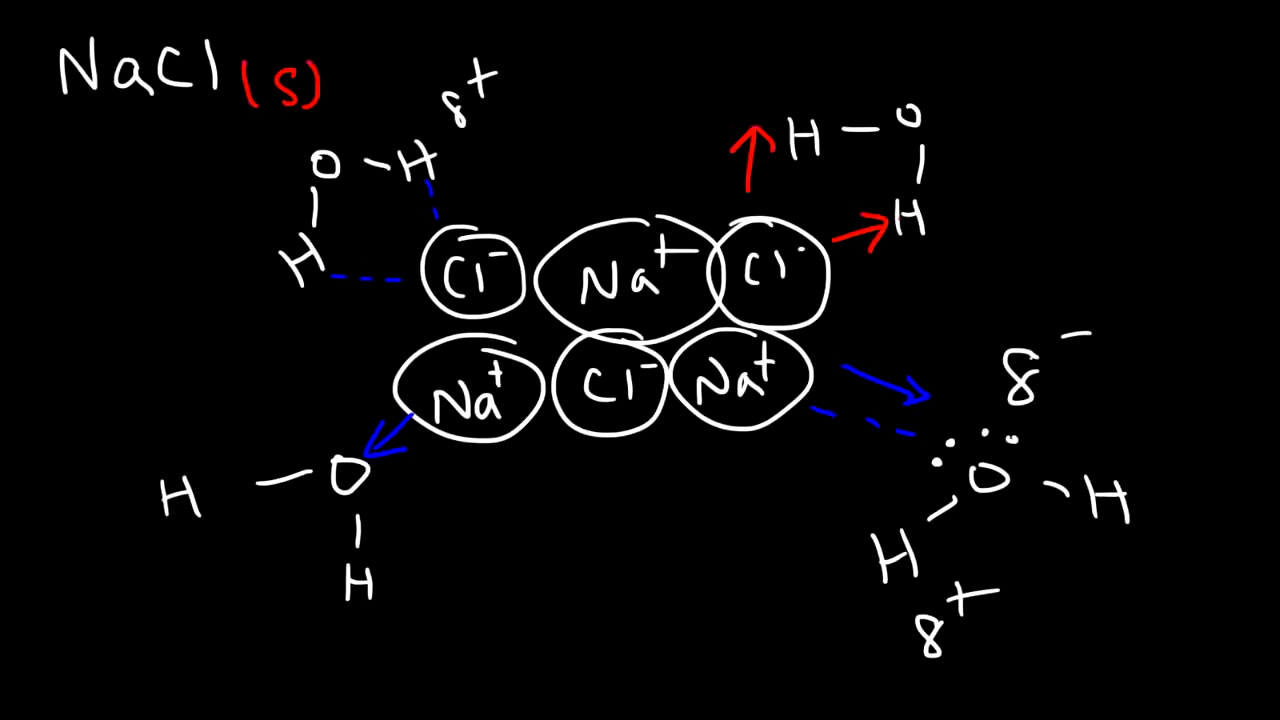 NaCl (s)
δ+
H — O
O — H
H
H
Cl⁻ Na⁺ Cl⁻
Na⁺ Cl⁻ Na⁺
δ⁻
H — O
O — H
H
H
δ+